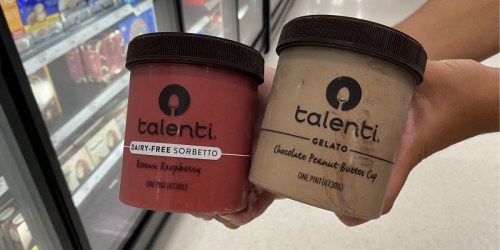 talenti
DAIRY-FREE SORBETTO
Roman Raspberry
ONE PINT (473mL)
talenti
GELATO
Chocolate Peanut Butter Cup
ONE PINT (473mL)